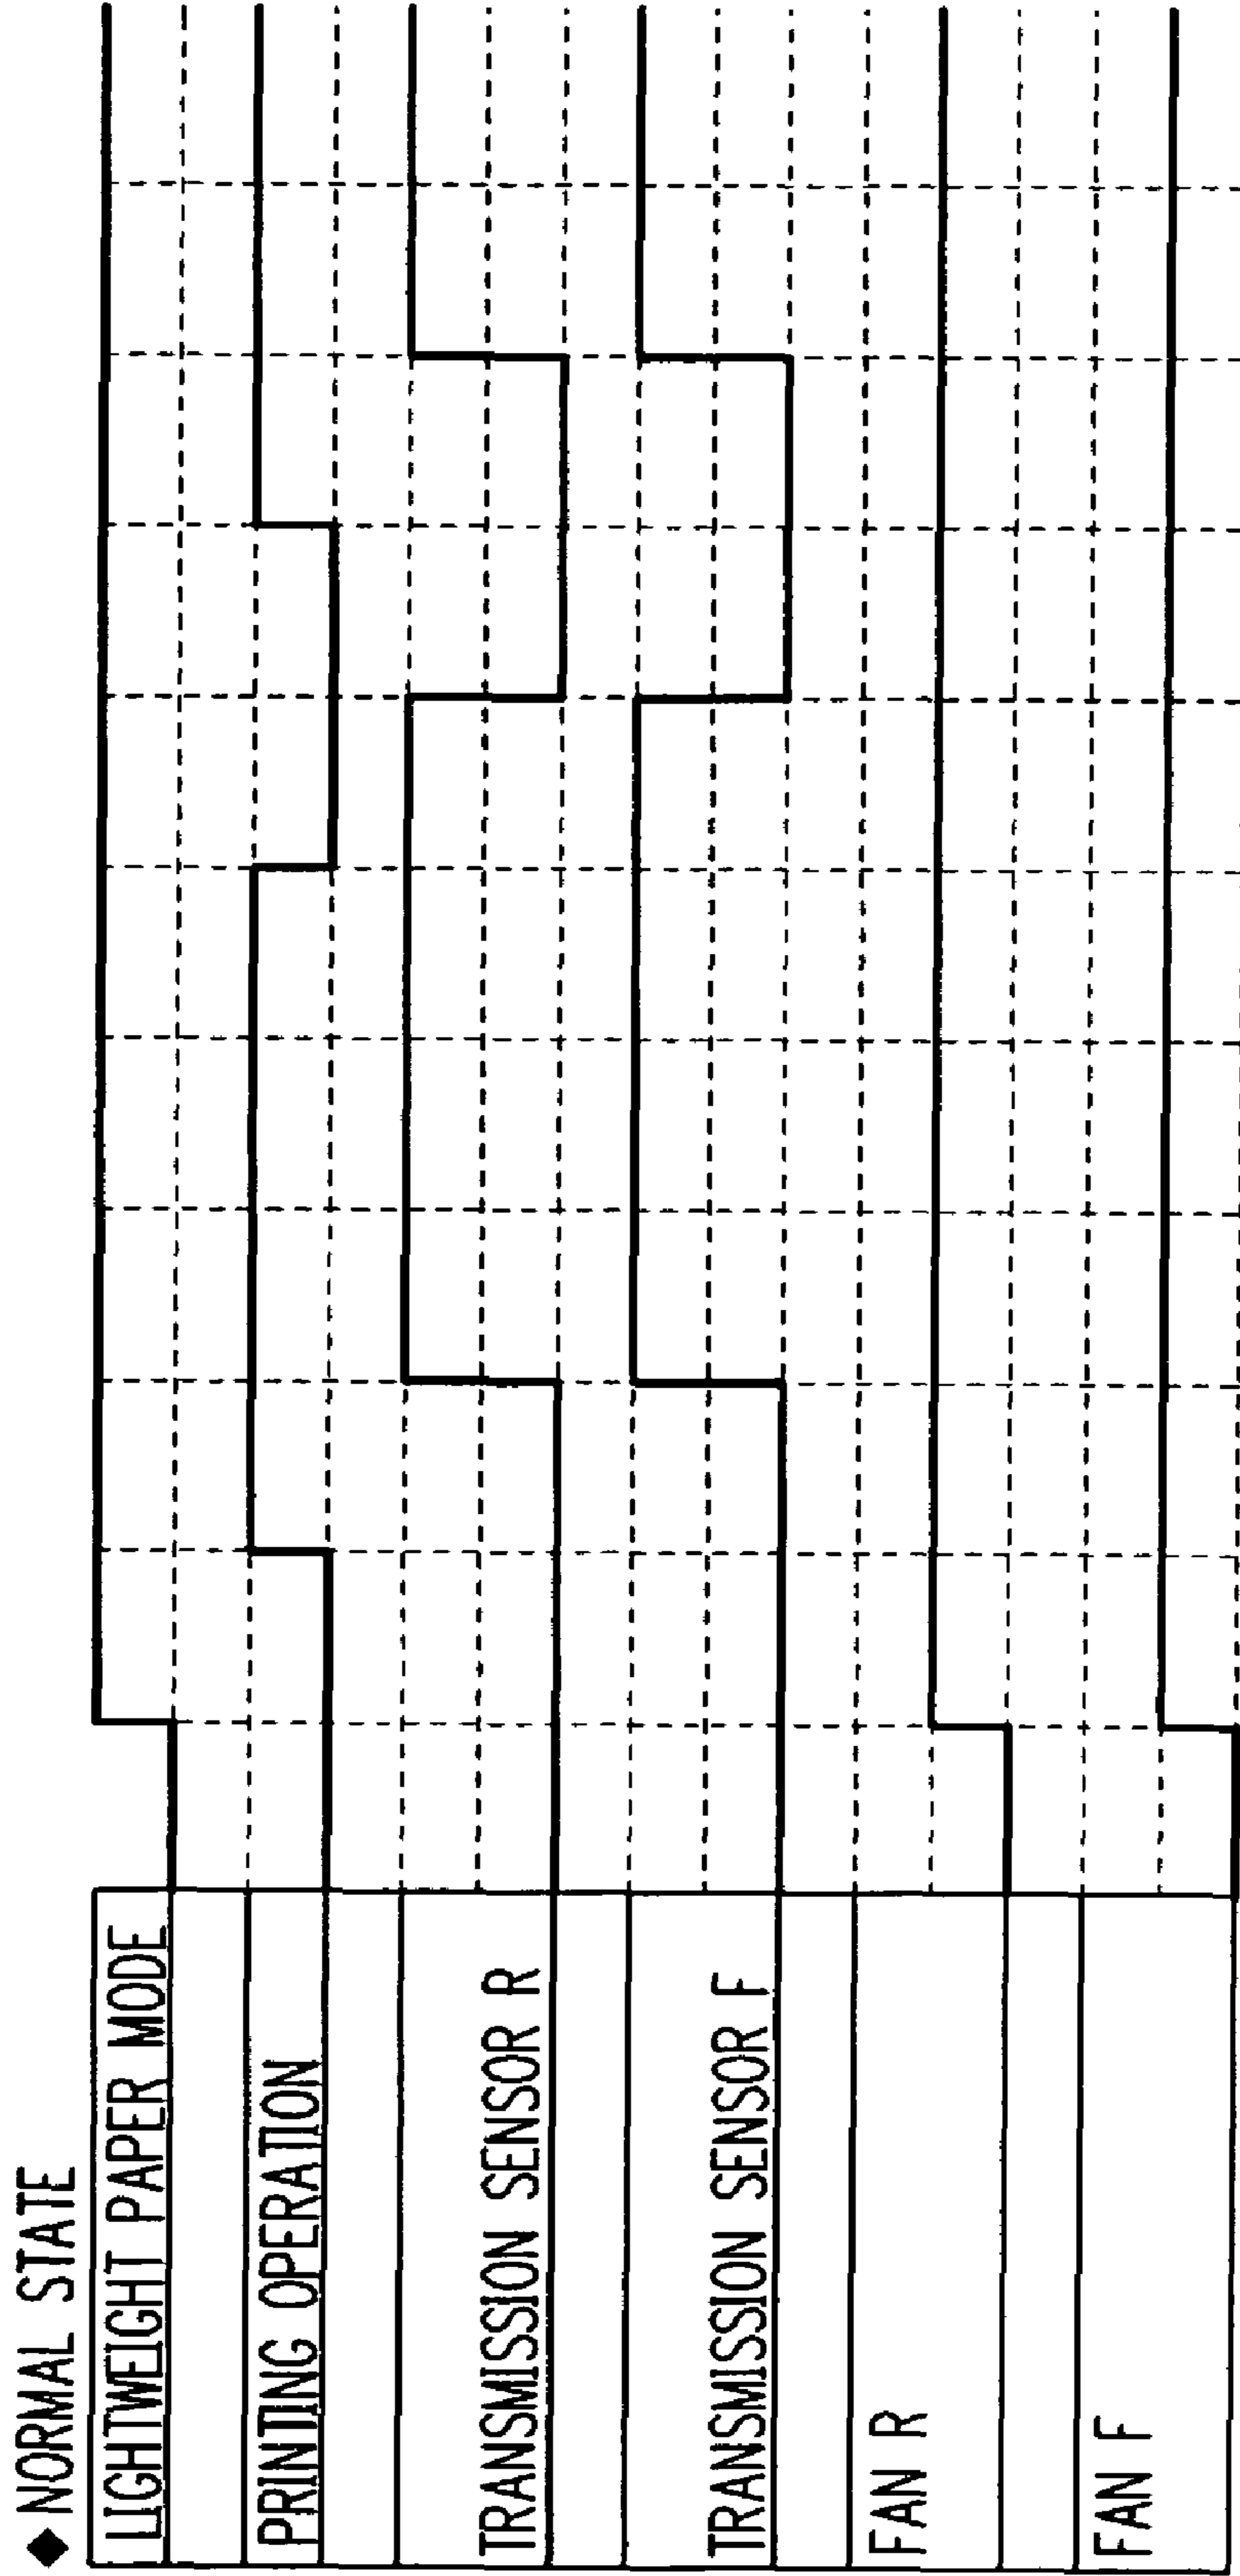 ◆ NORMAL STATE
LIGHTWEIGHT PAPER MODE
PRINTING OPERATION
TRANSMISSION SENSOR R
TRANSMISSION SENSOR F
FAN R
FAN F